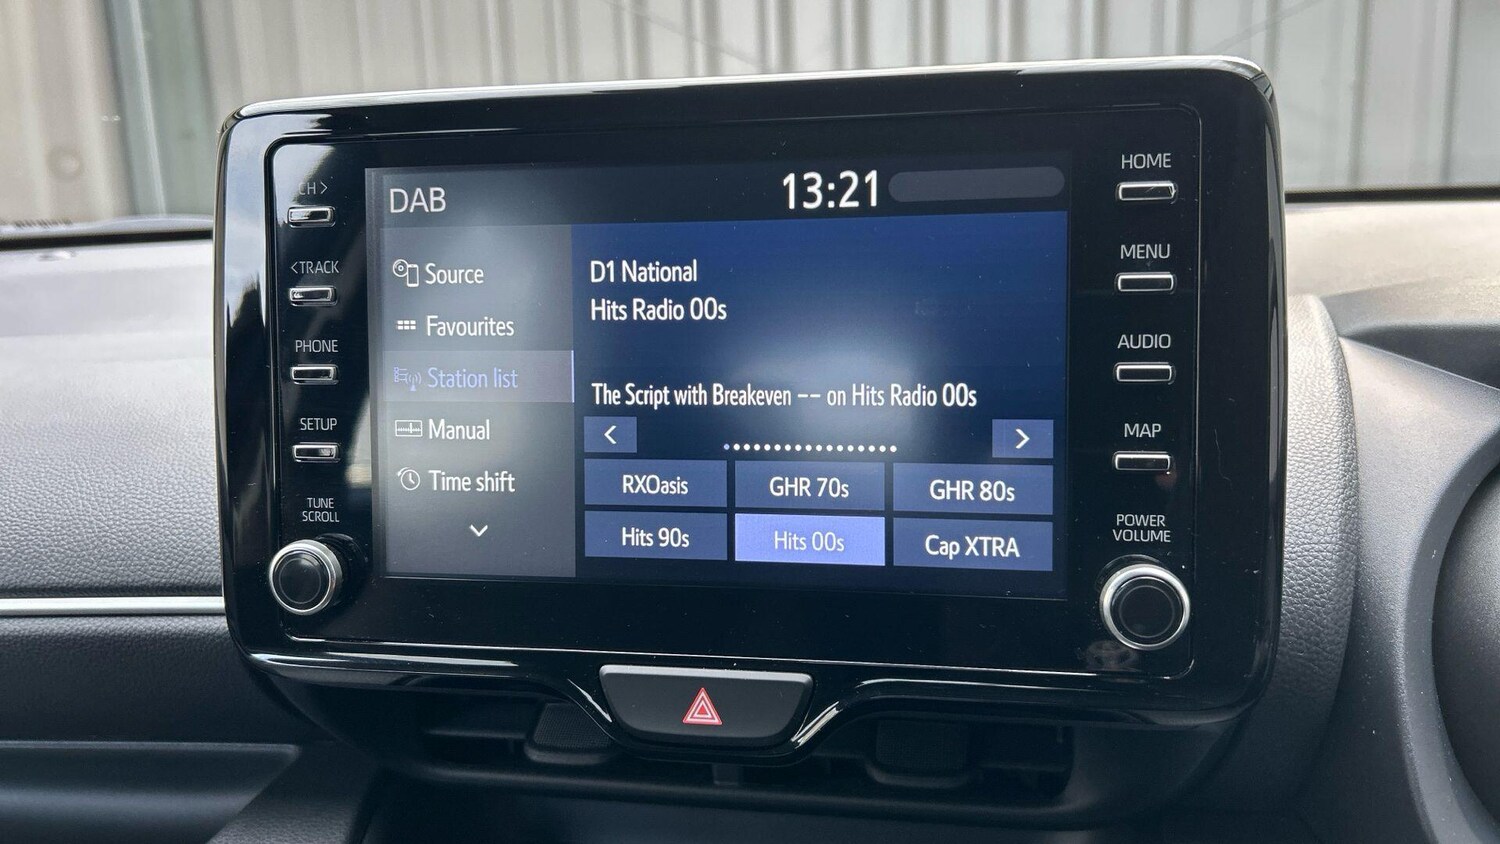 CH >
<TRACK
PHONE
SETUP
TUNE
SCROLL
DAB
13:21
Source
Favourites
Station list
Manual
Time shift
D1 National
Hits Radio 00s
The Script with Breakeven -- on Hits Radio 00s
RXOasis
GHR 70s
GHR 80s
Hits 90s
Hits 00s
Cap XTRA
HOME
MENU
AUDIO
MAP
POWER
VOLUME